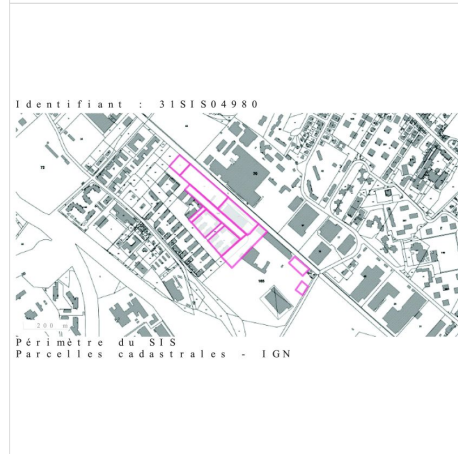 Identifiant : 31SIS04980
200 m
Périmètre du SIS
Parcelles cadastrales - IGN